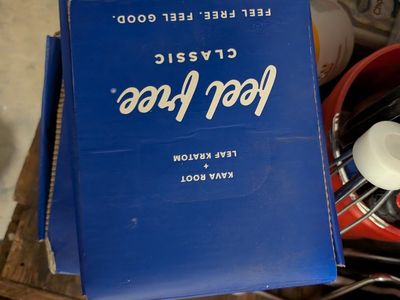 KAVA ROOT
+
LEAF KRATOM
feel free®
CLASSIC
FEEL FREE. FEEL GOOD.